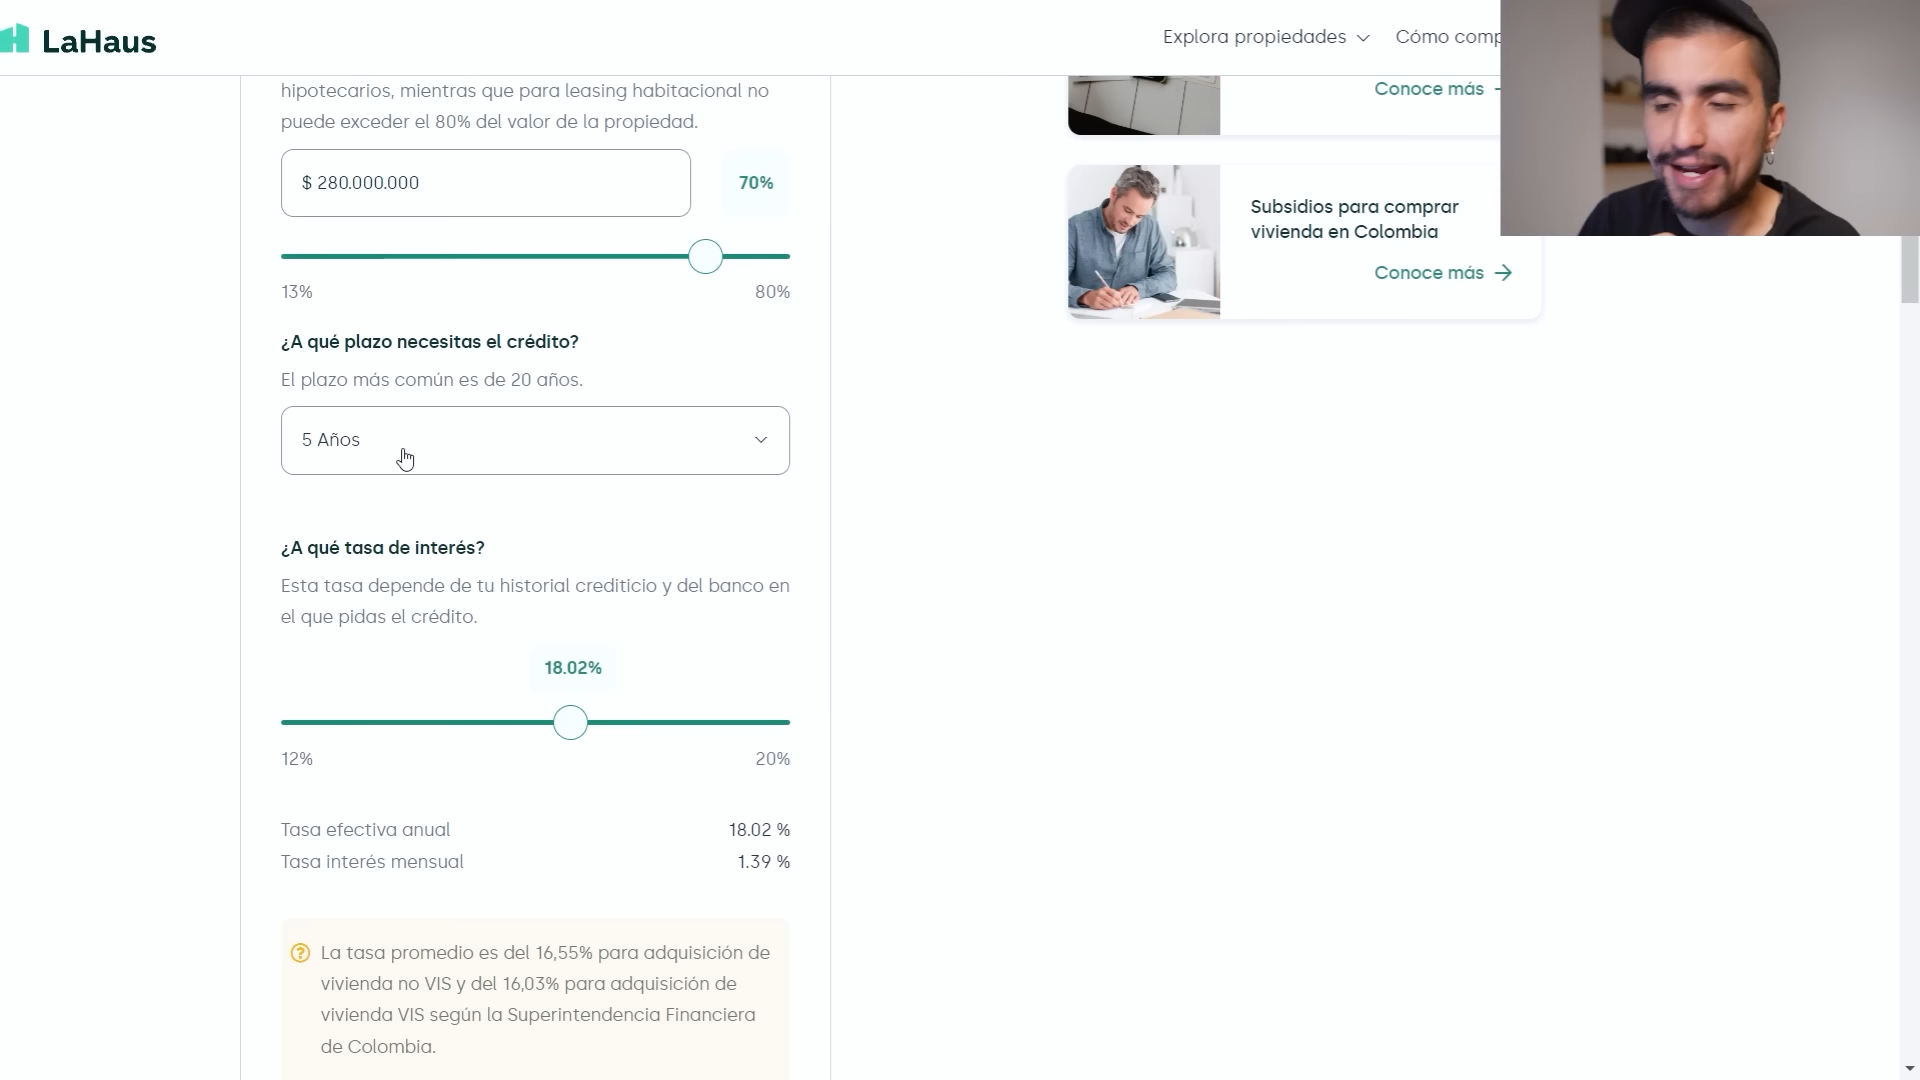 LaHaus
Explora propiedades
Cómo comp
hipotecarios, mientras que para leasing habitacional no
puede exceder el 80% del valor de la propiedad.
$ 280.000.000
70%
13%
80%
¿A qué plazo necesitas el crédito?
El plazo más común es de 20 años.
5 Años
¿A qué tasa de interés?
Esta tasa depende de tu historial crediticio y del banco en
el que pidas el crédito.
18.02%
12%
20%
Tasa efectiva anual
18.02 %
Tasa interés mensual
1.39 %
La tasa promedio es del 16,55% para adquisición de
vivienda no VIS y del 16,03% para adquisición de
vivienda VIS según la Superintendencia Financiera
de Colombia.
Conoce más
Subsidios para comprar
vivienda en Colombia
Conoce más